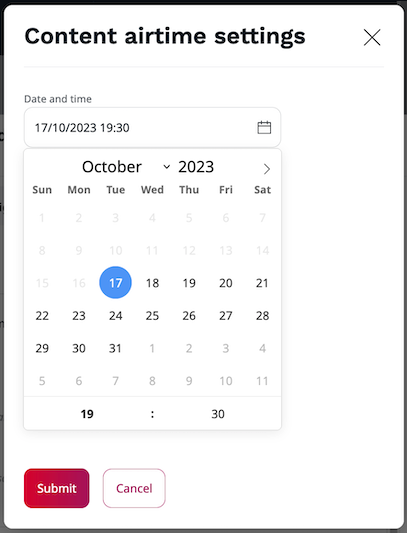 Content airtime settings
Date and time
17/10/2023 19:30
October 2023
Sun Mon Tue Wed Thu Fri Sat
1 2 3 4 5 6 7
8 9 10 11 12 13 14
15 16 17 18 19 20 21
22 23 24 25 26 27 28
29 30 31 1 2 3 4
5 6 7 8 9 10 11
19 : 30
Submit Cancel